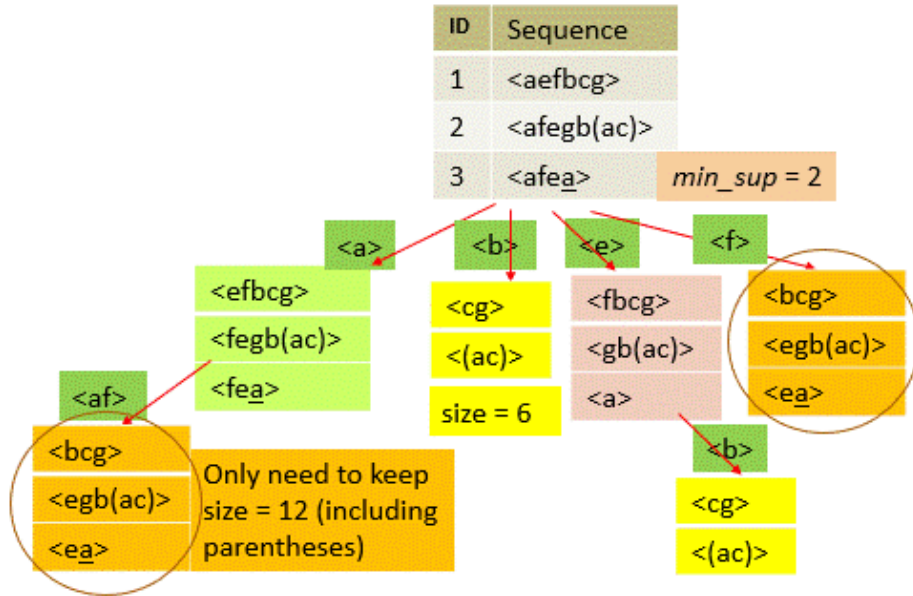 ID Sequence
1 <aefbcg>
2 <afegb(ac)>
3 <afea>
min_sup = 2
<a>
<b>
<e>
<f>
<efbcg>
<fegb(ac)>
<fea>
<cg>
<(ac)>
size = 6
<fbcg>
<gb(ac)>
<a>
<bcg>
<egb(ac)>
<ea>
<af>
<bcg>
<egb(ac)>
<ea>
Only need to keep
size = 12 (including
parentheses)
<b>
<cg>
<(ac)>